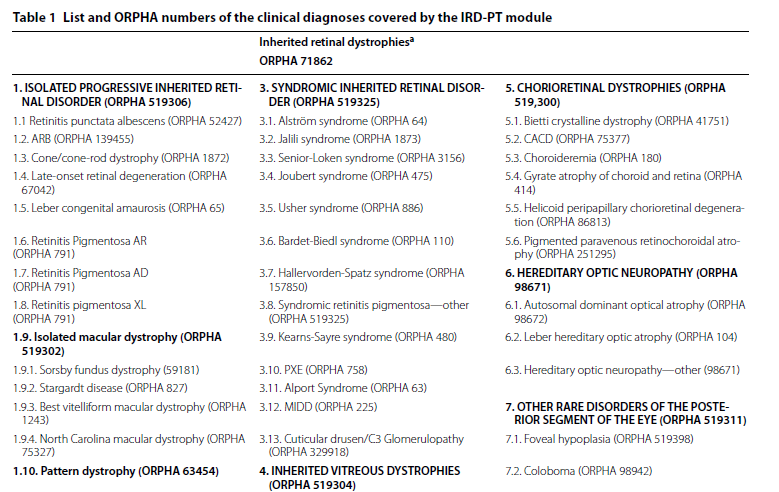 Table 1 List and ORPHA numbers of the clinical diagnoses covered by the IRD-PT module
Inherited retinal dystrophiesa
ORPHA 71862
1. ISOLATED PROGRESSIVE INHERITED RETI-
NAL DISORDER (ORPHA 519306)
1.1 Retinitis punctata albescens (ORPHA 52427)
1.2. ARB (ORPHA 139455)
1.3. Cone/cone-rod dystrophy (ORPHA 1872)
1.4. Late-onset retinal degeneration (ORPHA
67042)
1.5. Leber congenital amaurosis (ORPHA 65)
1.6. Retinitis Pigmentosa AR
(ORPHA 791)
1.7. Retinitis Pigmentosa AD
(ORPHA 791)
1.8. Retinitis pigmentosa XL
(ORPHA 791)
1.9. Isolated macular dystrophy (ORPHA
519302)
1.9.1. Sorsby fundus dystrophy (59181)
1.9.2. Stargardt disease (ORPHA 827)
1.9.3. Best vitelliform macular dystrophy (ORPHA
1243)
1.9.4. North Carolina macular dystrophy (ORPHA
75327)
1.10. Pattern dystrophy (ORPHA 63454)
3. SYNDROMIC INHERITED RETINAL DISOR-
DER (ORPHA 519325)
3.1. Alström syndrome (ORPHA 64)
3.2. Jalili syndrome (ORPHA 1873)
3.3. Senior-Loken syndrome (ORPHA 3156)
3.4. Joubert syndrome (ORPHA 475)
3.5. Usher syndrome (ORPHA 886)
3.6. Bardet-Biedl syndrome (ORPHA 110)
3.7. Hallervorden-Spatz syndrome (ORPHA
157850)
3.8. Syndromic retinitis pigmentosa—other
(ORPHA 519325)
3.9. Kearns-Sayre syndrome (ORPHA 480)
3.10. PXE (ORPHA 758)
3.11. Alport Syndrome (ORPHA 63)
3.12. MIDD (ORPHA 225)
3.13. Cuticular drusen/C3 Glomerulopathy
(ORPHA 329918)
4. INHERITED VITREOUS DYSTROPHIES
(ORPHA 519304)
5. CHORIORETINAL DYSTROPHIES (ORPHA
519,300)
5.1. Bietti crystalline dystrophy (ORPHA 41751)
5.2. CACD (ORPHA 75377)
5.3. Choroideremia (ORPHA 180)
5.4. Gyrate atrophy of choroid and retina (ORPHA
414)
5.5. Helicoid peripapillary chorioretinal degenera-
tion (ORPHA 86813)
5.6. Pigmented paravenous retinochoroidal atro-
phy (ORPHA 251295)
6. HEREDITARY OPTIC NEUROPATHY (ORPHA
98671)
6.1. Autosomal dominant optical atrophy (ORPHA
98672)
6.2. Leber hereditary optic atrophy (ORPHA 104)
6.3. Hereditary optic neuropathy—other (98671)
7. OTHER RARE DISORDERS OF THE POSTE-
RIOR SEGMENT OF THE EYE (ORPHA 519311)
7.1. Foveal hypoplasia (ORPHA 519398)
7.2. Coloboma (ORPHA 98942)